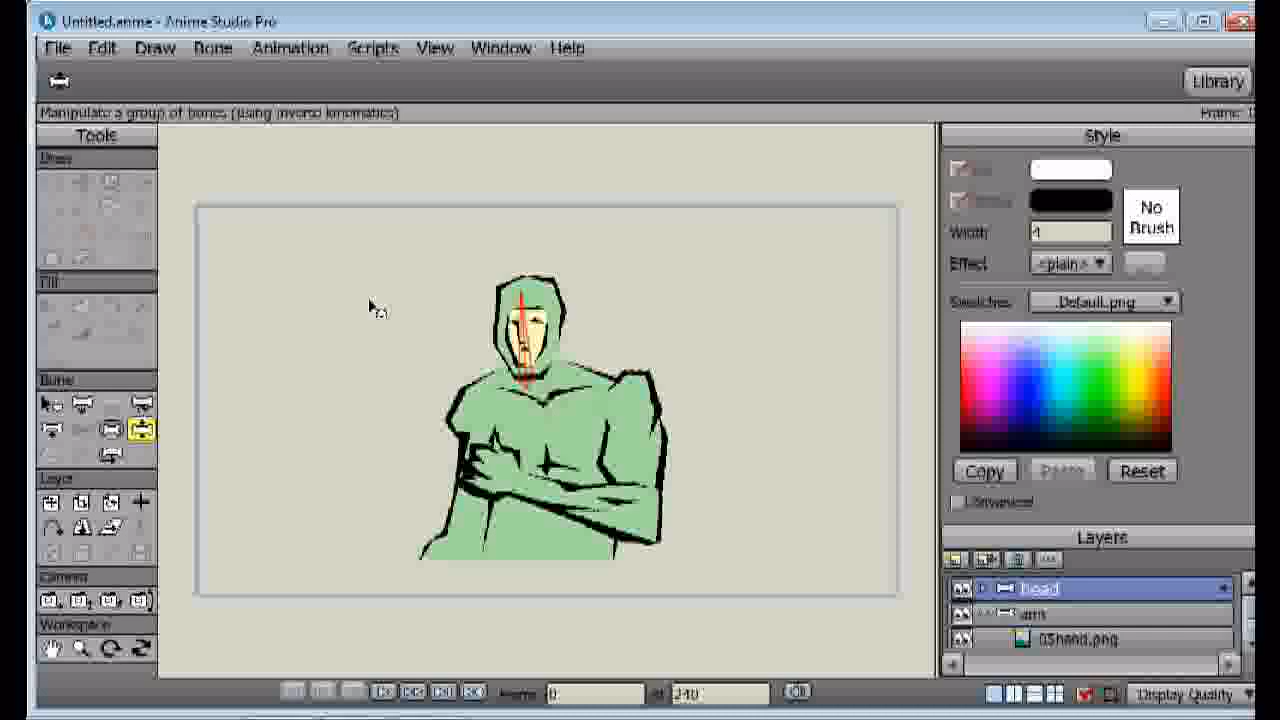 Untitled.anme - Anime Studio Pro
File Edit Draw Bone Animation Scripts View Window Help
Library
Manipulate a group of bones (using inverse kinematics)
Frame:
Tools
Style
Draw
No
Brush
Width
4
Fill
Effect
<plain>
Swatches
.Default.png
Bone
Copy
Paste
Reset
Layer
Advanced
Layers
Camera
head
arm
Workspace
03hand.png
Frame
0
of
240
Display Quality